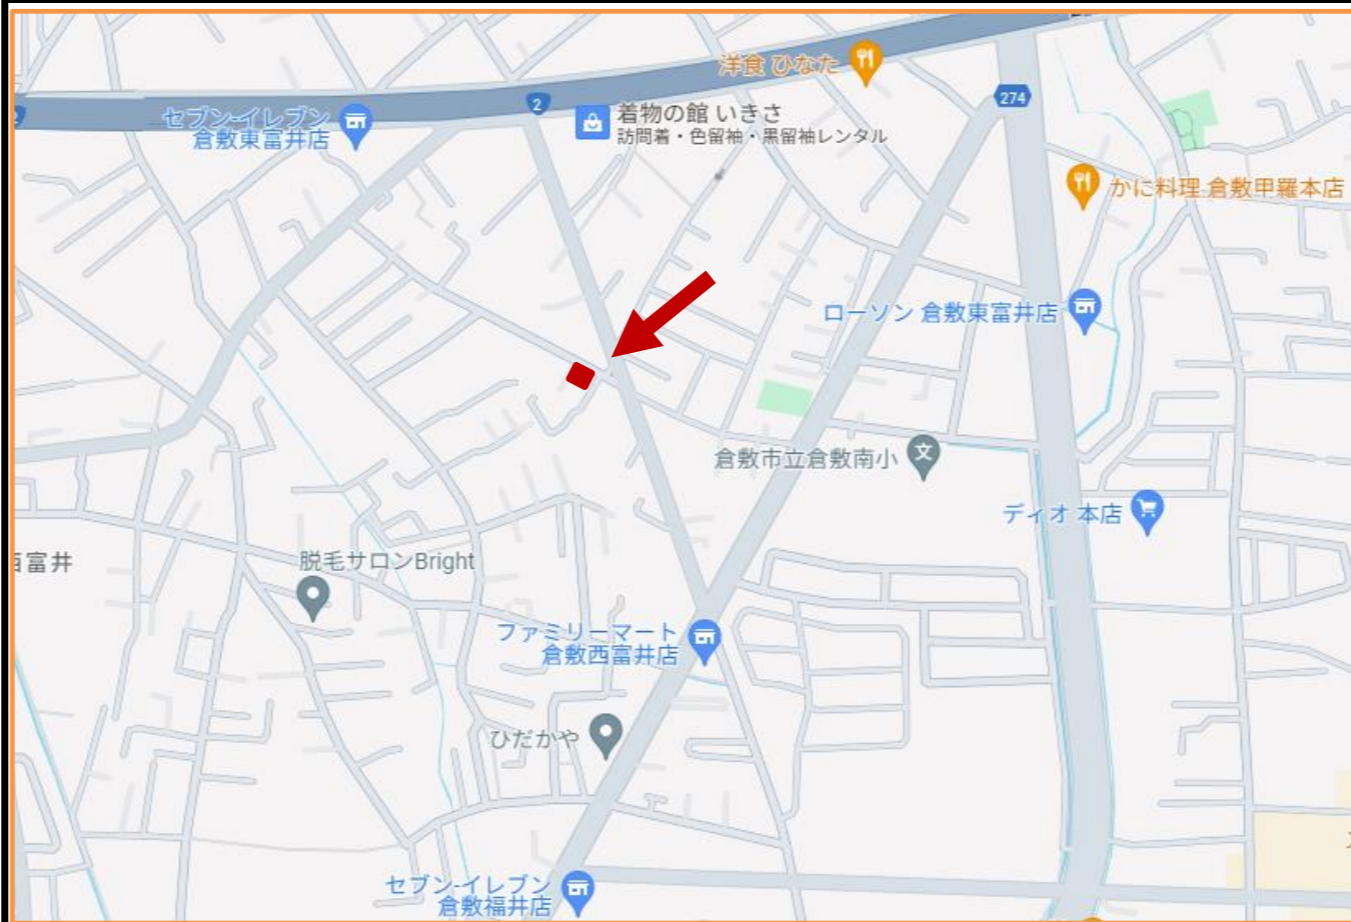 洋食 ひなた
274
2
セブン-イレブン
倉敷東富井店
着物の館 いきさ
訪問着・色留袖・黒留袖レンタル
かに料理 倉敷甲羅本店
ローソン 倉敷東富井店
倉敷市立倉敷南小
文
ディオ 本店
富井
脱毛サロンBright
ファミリーマート
倉敷西富井店
ひだかや
セブン-イレブン
倉敷福井店